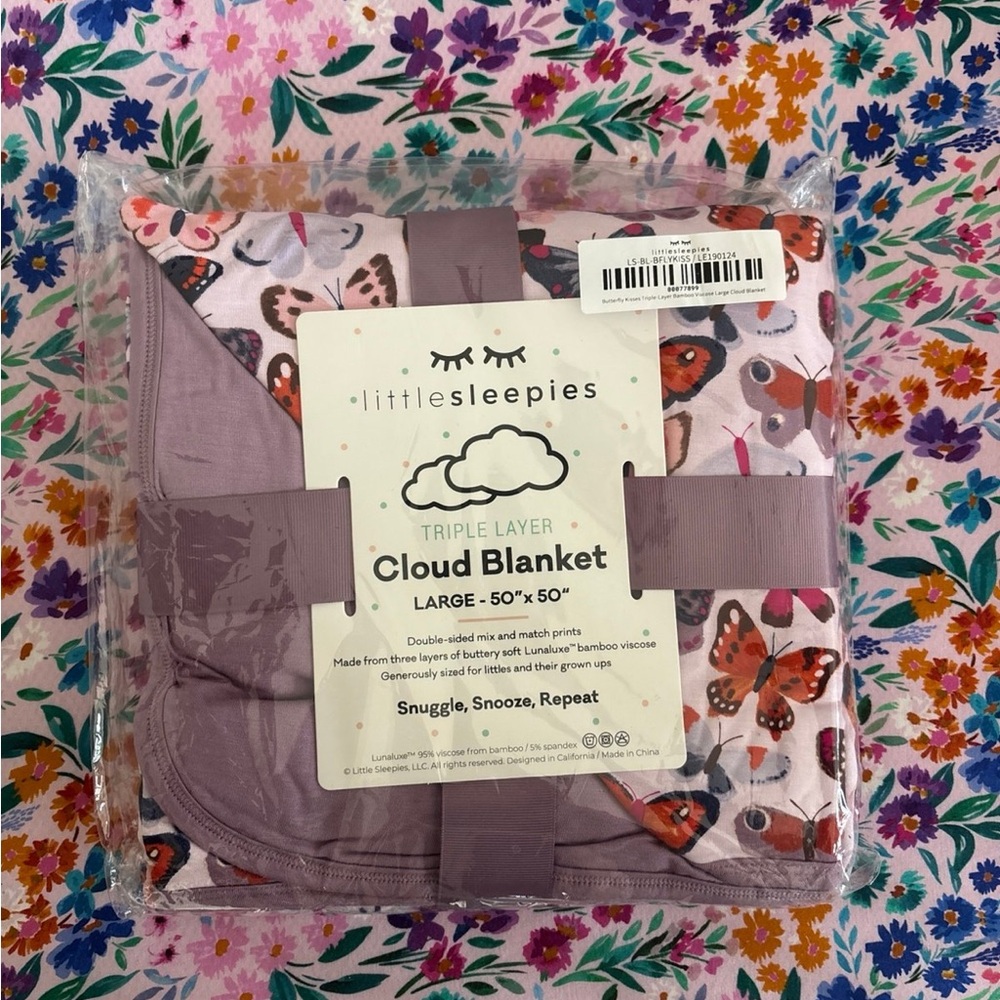 littlesleepies
LS-BL-BFLYKISS / LE190124
00077899
Butterfly Kisses Triple-Layer Bamboo Viscose Large Cloud Blanket
littlesleepies
TRIPLE LAYER
Cloud Blanket
LARGE - 50”x 50“
Double-sided mix and match prints
Made from three layers of buttery soft Lunaluxe™ bamboo viscose
Generously sized for littles and their grown ups
Snuggle, Snooze, Repeat
Lunaluxe™ 95% viscose from bamboo / 5% spandex
© Little Sleepies, LLC. All rights reserved. Designed in California / Made in China